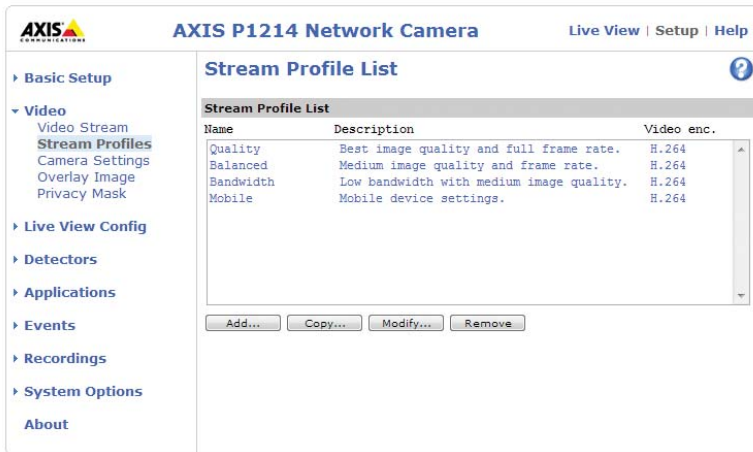 AXIS
COMMUNICATIONS
AXIS P1214 Network Camera
Live View | Setup | Help
Basic Setup
Video
Video Stream
Stream Profiles
Camera Settings
Overlay Image
Privacy Mask
Live View Config
Detectors
Applications
Events
Recordings
System Options
About
Stream Profile List
?
Stream Profile List
Name Description Video enc.
Quality Best image quality and full frame rate. H.264
Balanced Medium image quality and frame rate. H.264
Bandwidth Low bandwidth with medium image quality. H.264
Mobile Mobile device settings. H.264
Add... Copy... Modify... Remove